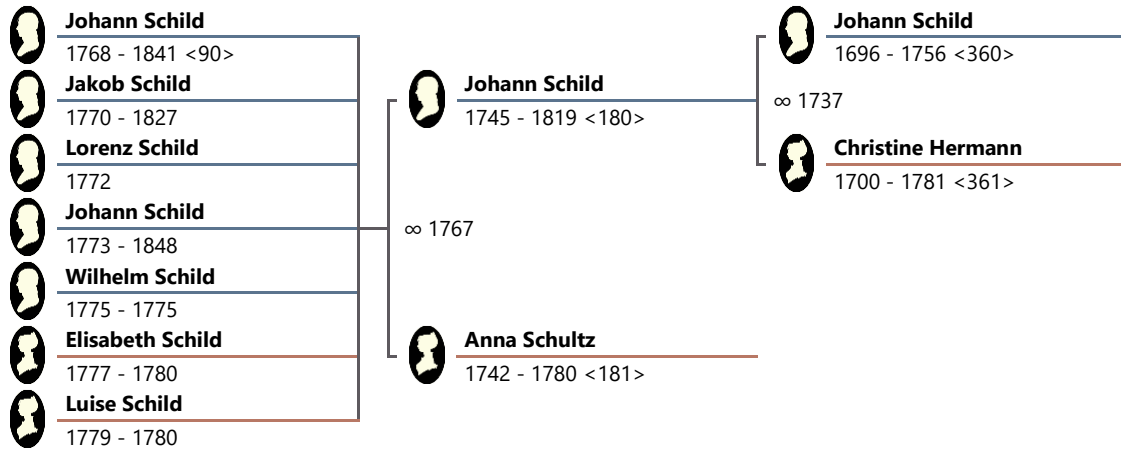 Johann Schild
1768 - 1841 <90>
Jakob Schild
1770 - 1827
Lorenz Schild
1772
Johann Schild
1773 - 1848
Wilhelm Schild
1775 - 1775
Elisabeth Schild
1777 - 1780
Luise Schild
1779 - 1780
Johann Schild
1745 - 1819 <180>
∞ 1767
Anna Schultz
1742 - 1780 <181>
Johann Schild
1696 - 1756 <360>
∞ 1737
Christine Hermann
1700 - 1781 <361>